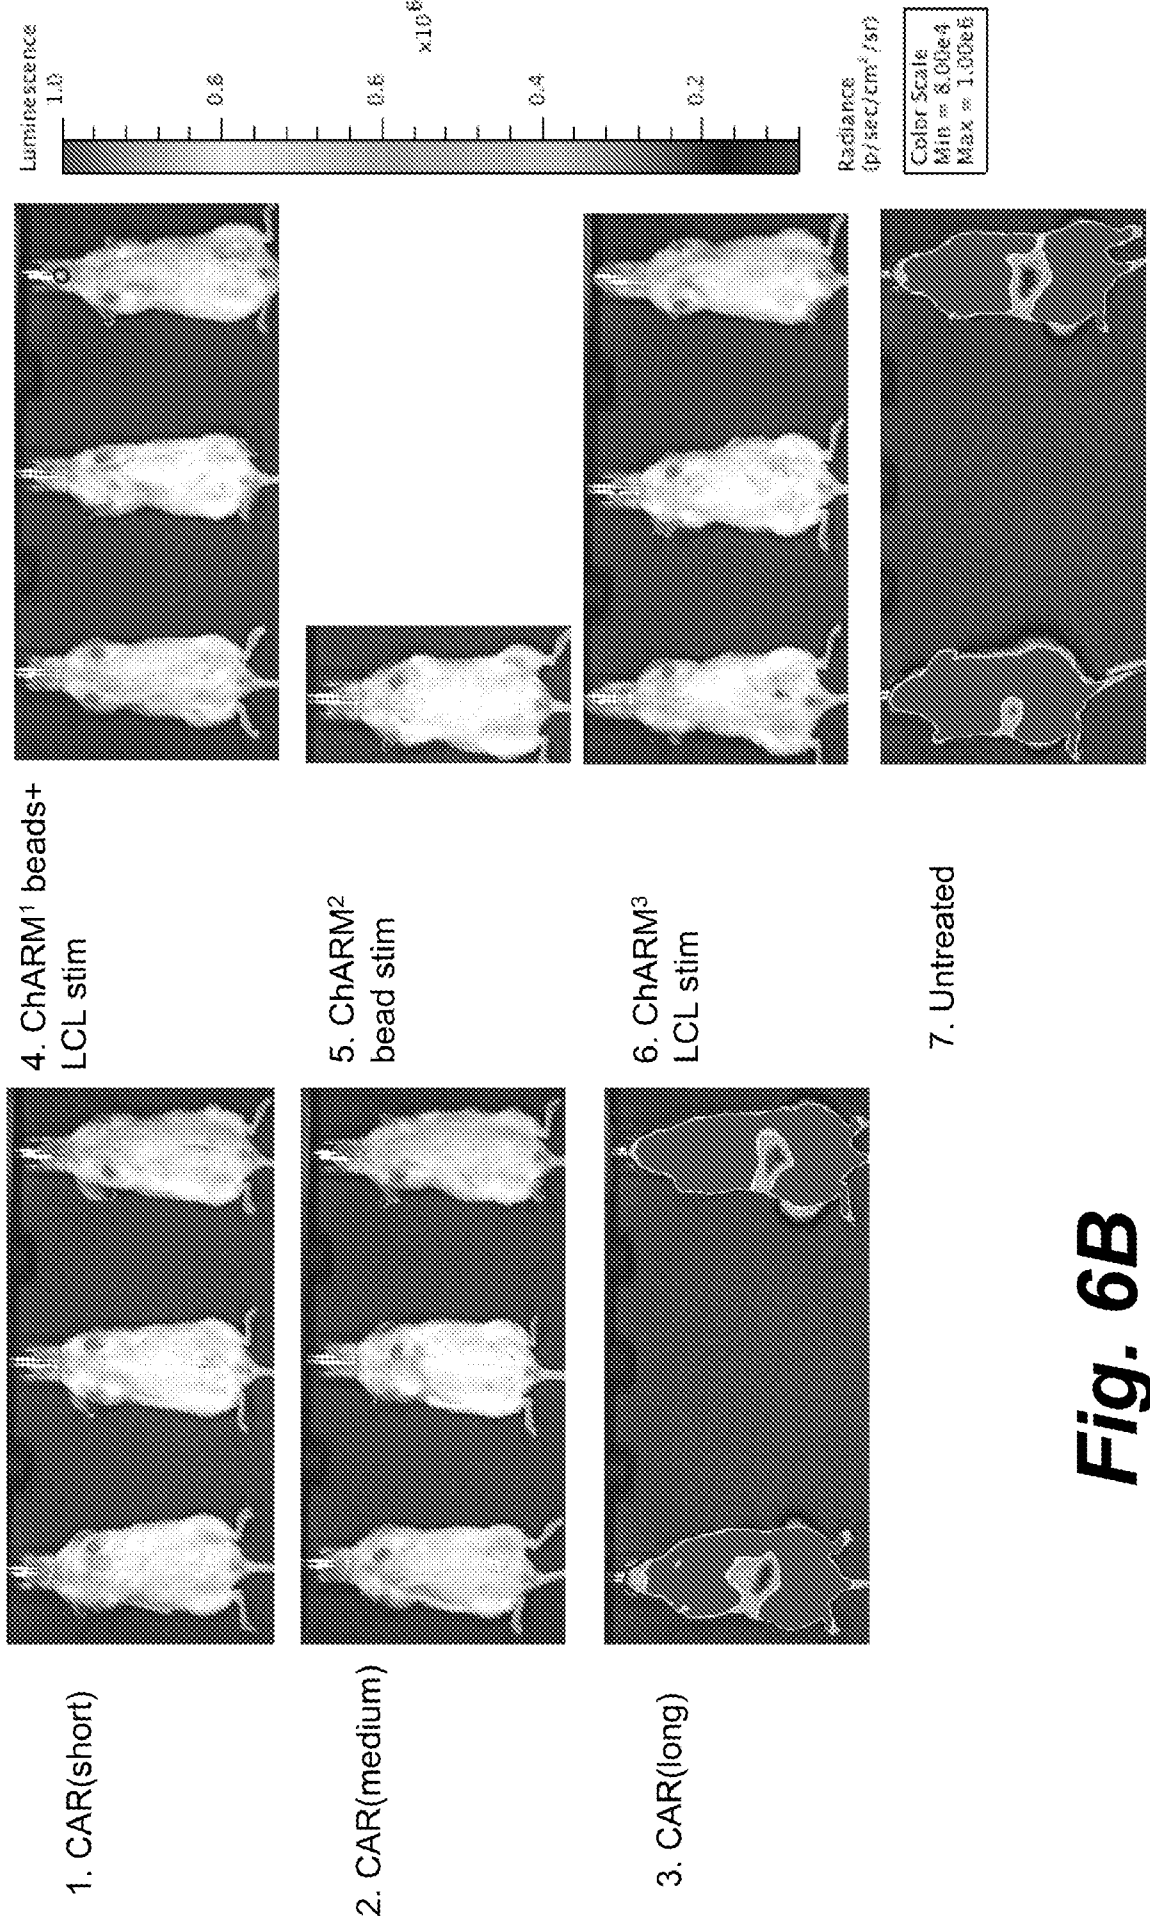 1. CAR(short)
2. CAR(medium)
3. CAR(long)
4. ChARM¹ beads+
LCL stim
5. ChARM²
bead stim
6. ChARM³
LCL stim
7. Untreated
Luminescence
1.0
0.8
0.6
x10⁶
0.4
0.2
Radiance
(p/sec/cm²/sr)
Color Scale
Min = 6.00e4
Max = 1.00e6
Fig. 6B